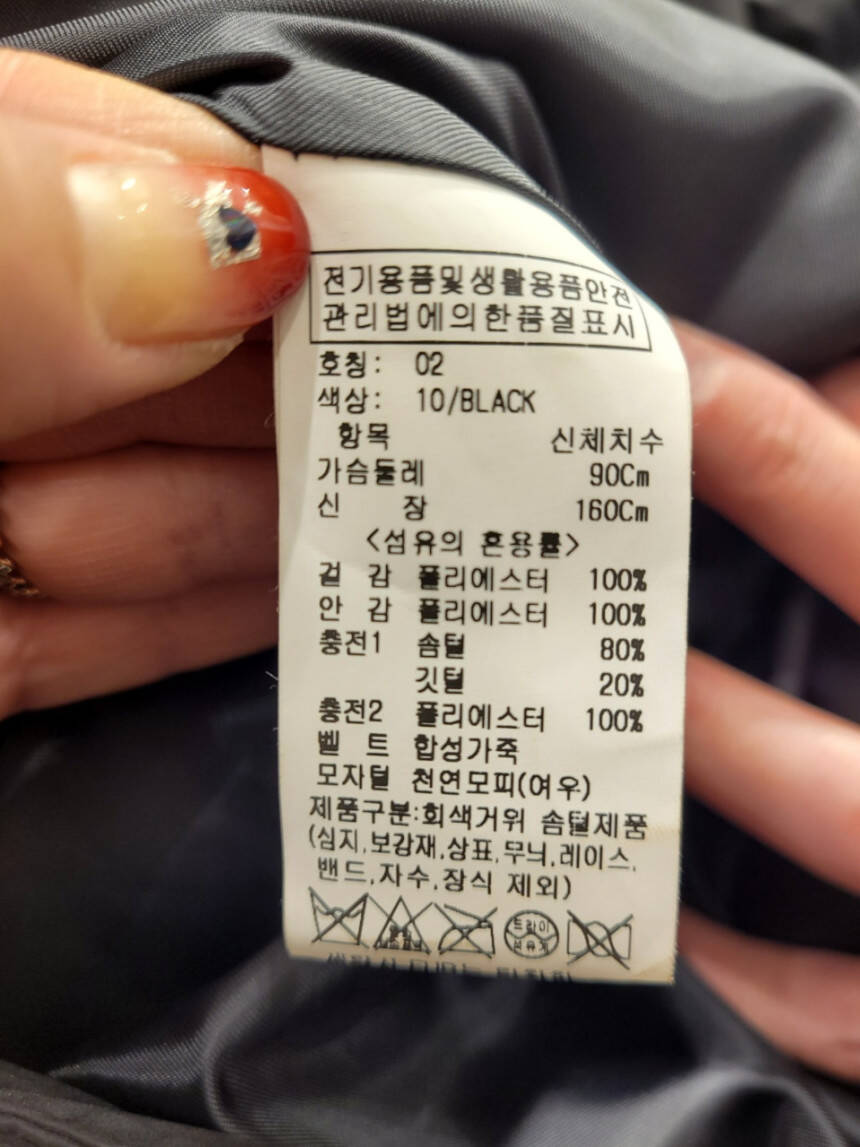 전기용품및생활용품안전
관리법에의한품질표시
호칭: 02
색상: 10/BLACK
항목 신체치수
가슴둘레 90Cm
신 장 160Cm
<섬유의 혼용률>
겉 감 폴리에스터 100%
안 감 폴리에스터 100%
충전1 솜털 80%
깃털 20%
충전2 폴리에스터 100%
벨 트 합성가죽
모자털 천연모피(여우)
제품구분:회색거위 솜털제품
(심지,보강재,상표,무늬,레이스,
밴드,자수,장식 제외)
드라이
석유계